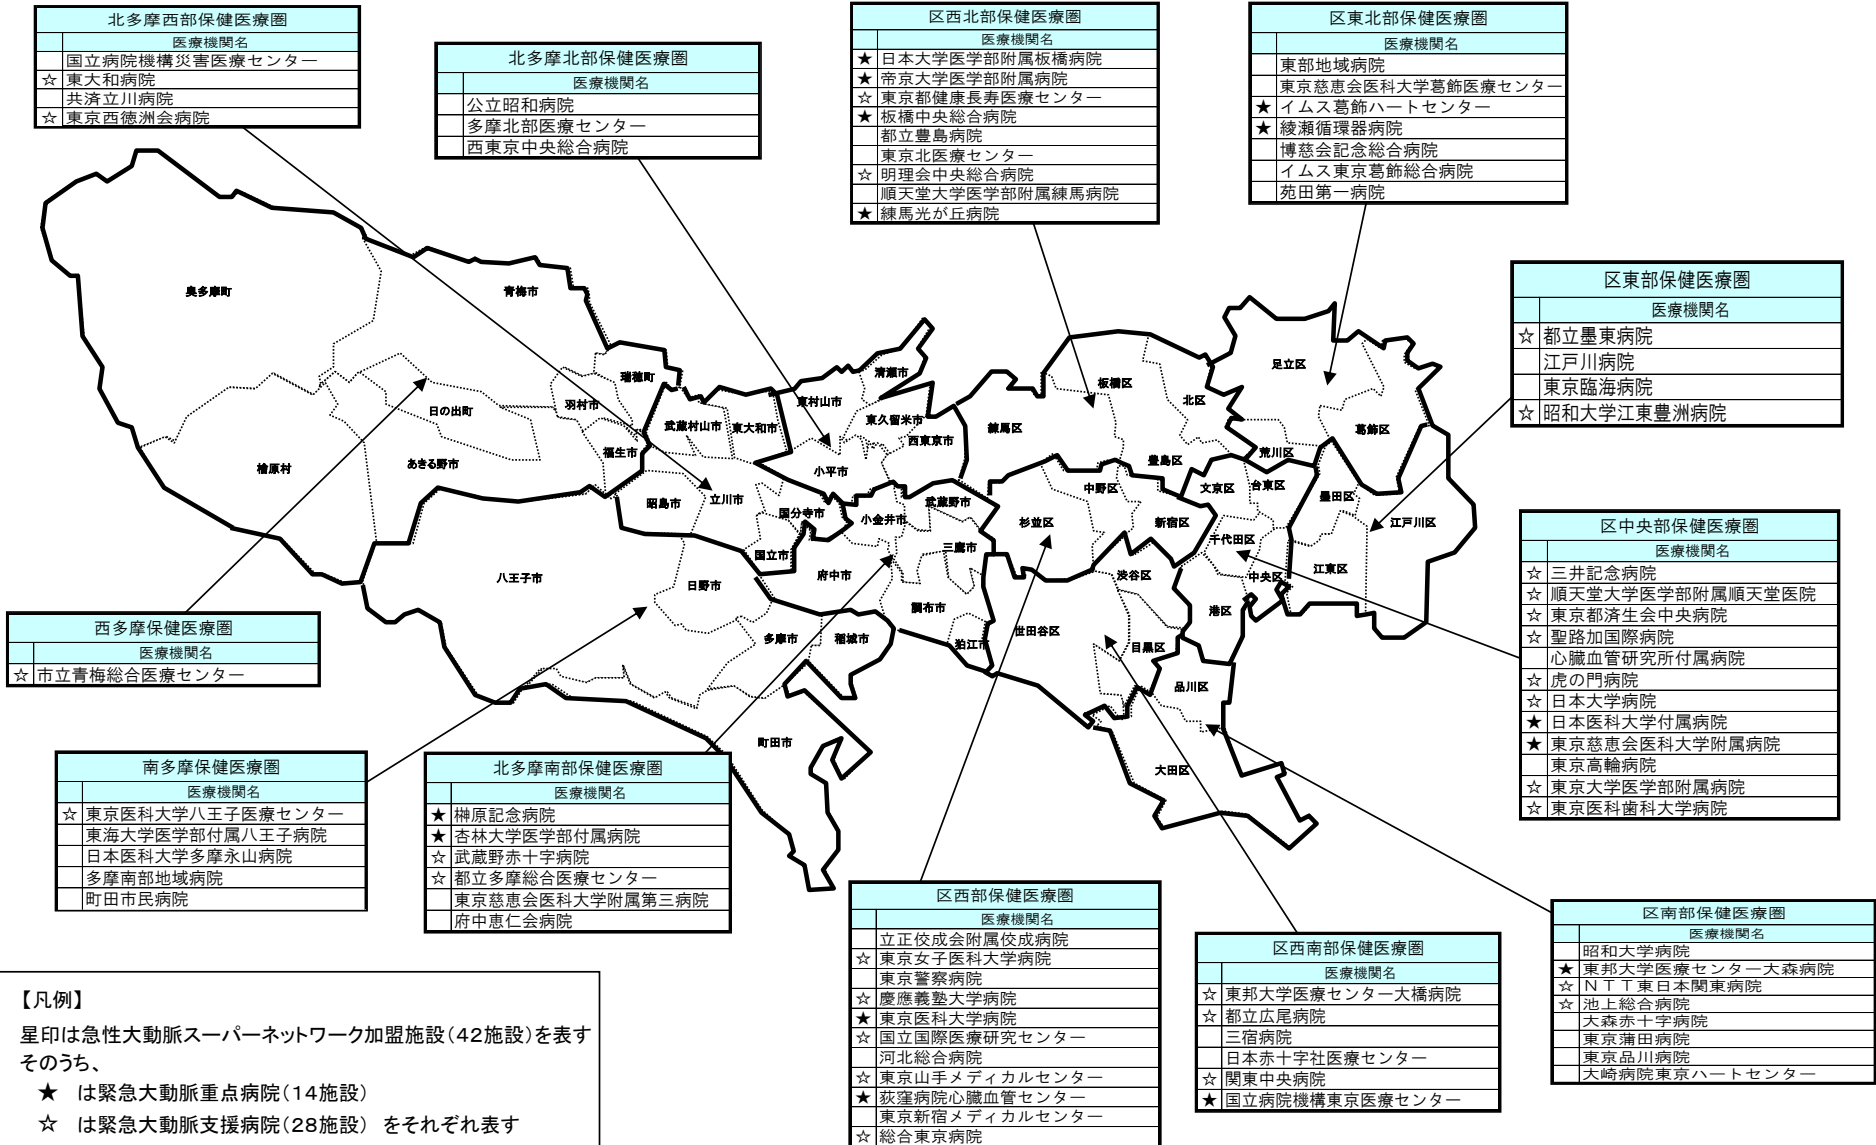 北多摩西部保健医療圏
医療機関名
国立病院機構災害医療センター
☆ 東大和病院
共済立川病院
☆ 東京西徳洲会病院
北多摩北部保健医療圏
医療機関名
公立昭和病院
多摩北部医療センター
西東京中央総合病院
区西北部保健医療圏
医療機関名
★ 日本大学医学部附属板橋病院
★ 帝京大学医学部附属病院
☆ 東京都健康長寿医療センター
★ 板橋中央総合病院
都立豊島病院
東京北医療センター
☆ 明理会中央総合病院
順天堂大学医学部附属練馬病院
★ 練馬光が丘病院
区東北部保健医療圏
医療機関名
東部地域病院
東京慈恵会医科大学葛飾医療センター
★ イムス葛飾ハートセンター
★ 綾瀬循環器病院
博慈会記念総合病院
イムス東京葛飾総合病院
苑田第一病院
区東部保健医療圏
医療機関名
☆ 都立墨東病院
江戸川病院
東京臨海病院
☆ 昭和大学江東豊洲病院
奥多摩町
青梅市
瑞穂町
羽村市
日の出町
福生市
あきる野市
檜原村
武蔵村山市
東大和市
東村山市
清瀬市
東久留米市
西東京市
小平市
昭島市
立川市
国分寺市
国立市
小金井市
武蔵野市
三鷹市
府中市
調布市
狛江市
八王子市
日野市
多摩市
稲城市
町田市
練馬区
板橋区
北区
足立区
葛飾区
荒川区
豊島区
文京区
台東区
墨田区
江戸川区
中野区
杉並区
新宿区
千代田区
中央区
江東区
渋谷区
港区
世田谷区
目黒区
品川区
大田区
区中央部保健医療圏
医療機関名
☆ 三井記念病院
☆ 順天堂大学医学部附属順天堂医院
☆ 東京都済生会中央病院
☆ 聖路加国際病院
心臓血管研究所付属病院
☆ 虎の門病院
☆ 日本大学病院
★ 日本医科大学付属病院
★ 東京慈恵会医科大学附属病院
東京高輪病院
☆ 東京大学医学部附属病院
☆ 東京医科歯科大学病院
西多摩保健医療圏
医療機関名
☆ 市立青梅総合医療センター
南多摩保健医療圏
医療機関名
☆ 東京医科大学八王子医療センター
東海大学医学部付属八王子病院
日本医科大学多摩永山病院
多摩南部地域病院
町田市民病院
北多摩南部保健医療圏
医療機関名
★ 榊原記念病院
★ 杏林大学医学部付属病院
☆ 武蔵野赤十字病院
☆ 都立多摩総合医療センター
東京慈恵会医科大学附属第三病院
府中恵仁会病院
区西部保健医療圏
医療機関名
立正佼成会附属佼成病院
☆ 東京女子医科大学病院
東京警察病院
☆ 慶應義塾大学病院
★ 東京医科大学病院
☆ 国立国際医療研究センター
河北総合病院
☆ 東京山手メディカルセンター
★ 荻窪病院心臓血管センター
東京新宿メディカルセンター
☆ 総合東京病院
区西南部保健医療圏
医療機関名
☆ 東邦大学医療センター大橋病院
☆ 都立広尾病院
三宿病院
日本赤十字社医療センター
☆ 関東中央病院
★ 国立病院機構東京医療センター
区南部保健医療圏
医療機関名
昭和大学病院
★ 東邦大学医療センター大森病院
☆ ＮＴＴ東日本関東病院
☆ 池上総合病院
大森赤十字病院
東京蒲田病院
東京品川病院
大崎病院東京ハートセンター
【凡例】
星印は急性大動脈スーパーネットワーク加盟施設（42施設）を表す
そのうち、
★ は緊急大動脈重点病院（14施設）
☆ は緊急大動脈支援病院（28施設） をそれぞれ表す